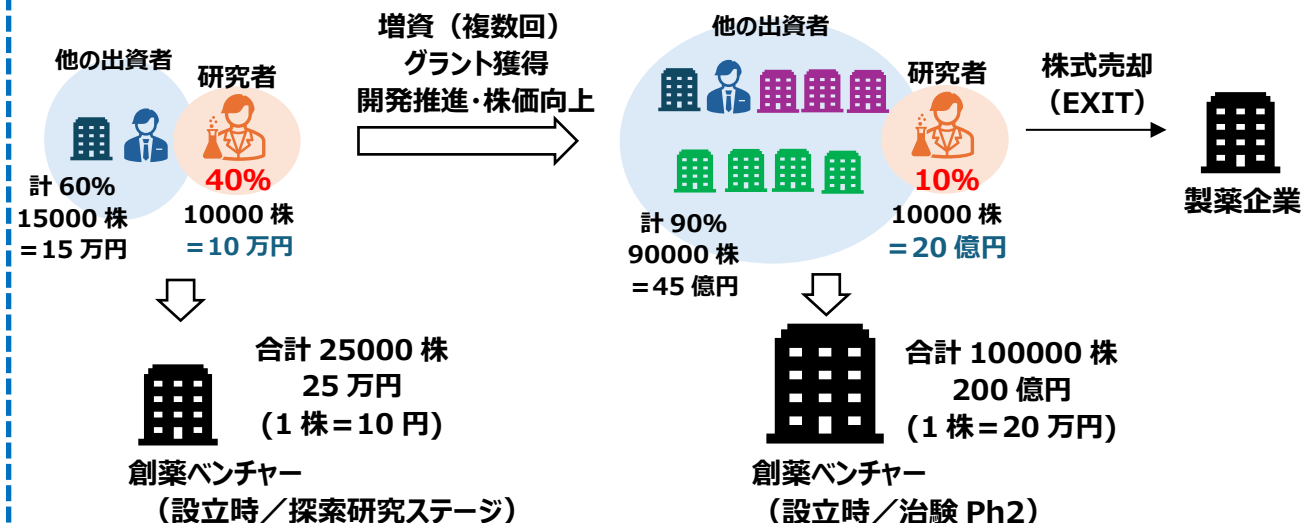 他の出資者
研究者
40%
計 60%
15000 株
=15 万円
10000 株
=10 万円
増資（複数回）
グラント獲得
開発推進・株価向上
他の出資者
研究者
10%
計 90%
90000 株
=45 億円
10000 株
=20 億円
株式売却
（EXIT）
製薬企業
合計 25000 株
25 万円
(1 株=10 円)
創薬ベンチャー
（設立時／探索研究ステージ）
合計 100000 株
200 億円
(1 株=20 万円)
創薬ベンチャー
（設立時／治験 Ph2）